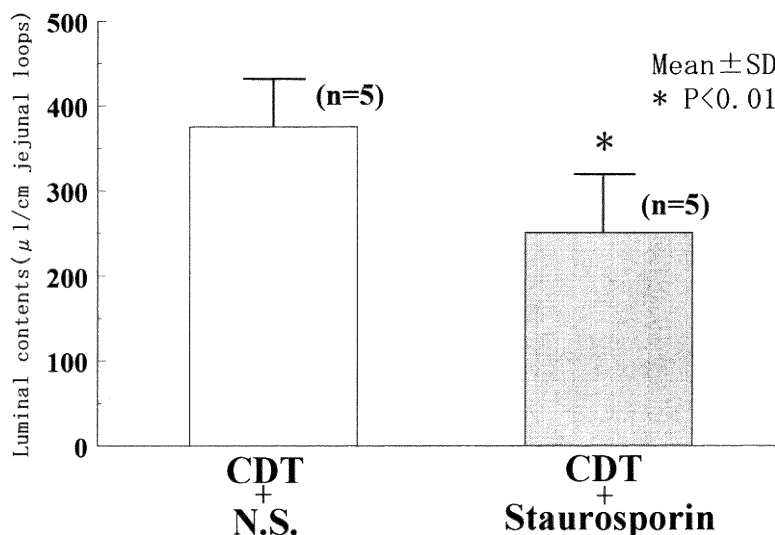 Luminal contents(μl/cm jejunal loops)
500
400
300
200
100
0
(n=5)
Mean±SD
* P<0.01
*
(n=5)
CDT
+
N.S.
CDT
+
Staurosporin